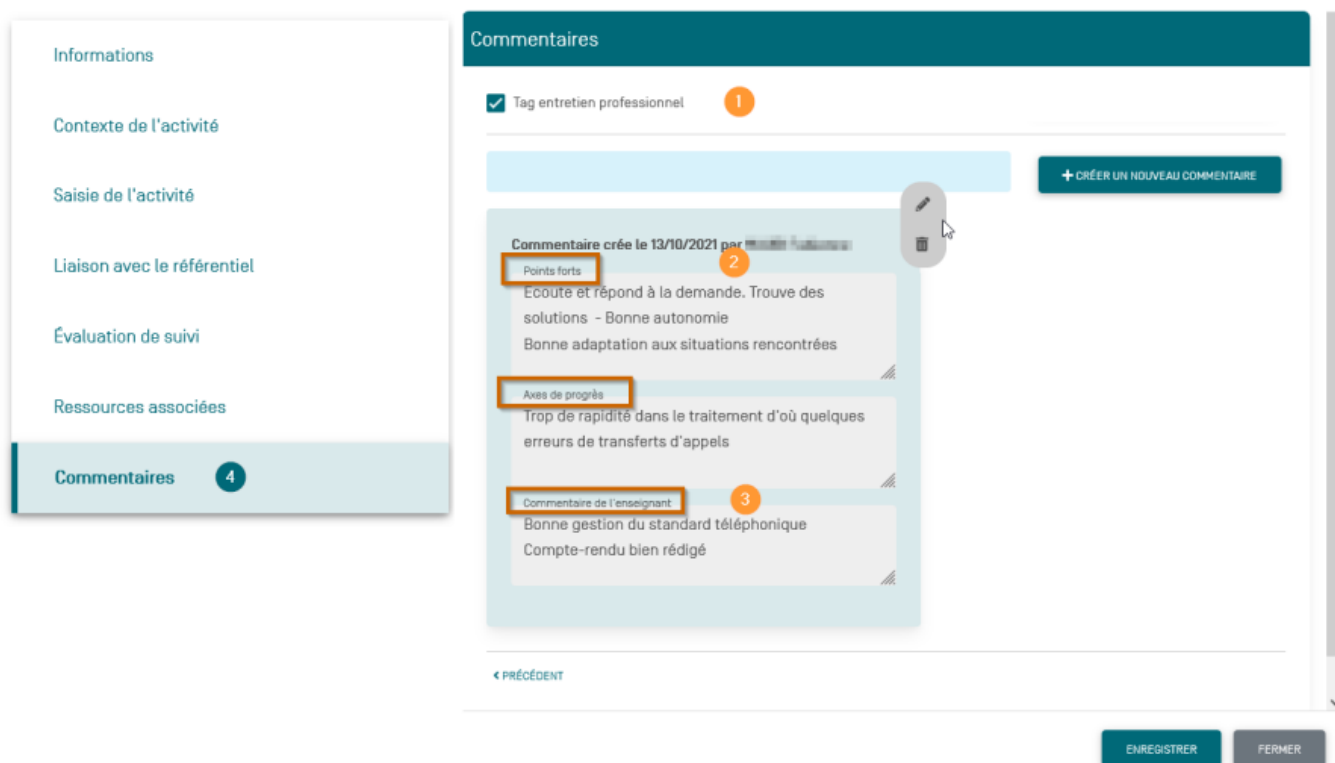 Informations
Contexte de l'activité
Saisie de l'activité
Liaison avec le référentiel
Évaluation de suivi
Ressources associées
Commentaires 4
Commentaires
Tag entretien professionnel 1
+ CRÉER UN NOUVEAU COMMENTAIRE
Commentaire crée le 13/10/2021 par
2
Points forts
Ecoute et répond à la demande. Trouve des
solutions - Bonne autonomie
Bonne adaptation aux situations rencontrées
Axes de progrès
Trop de rapidité dans le traitement d'où quelques
erreurs de transferts d'appels
Commentaire de l'enseignant 3
Bonne gestion du standard téléphonique
Compte-rendu bien rédigé
< PRÉCÉDENT
ENREGISTRER
FERMER